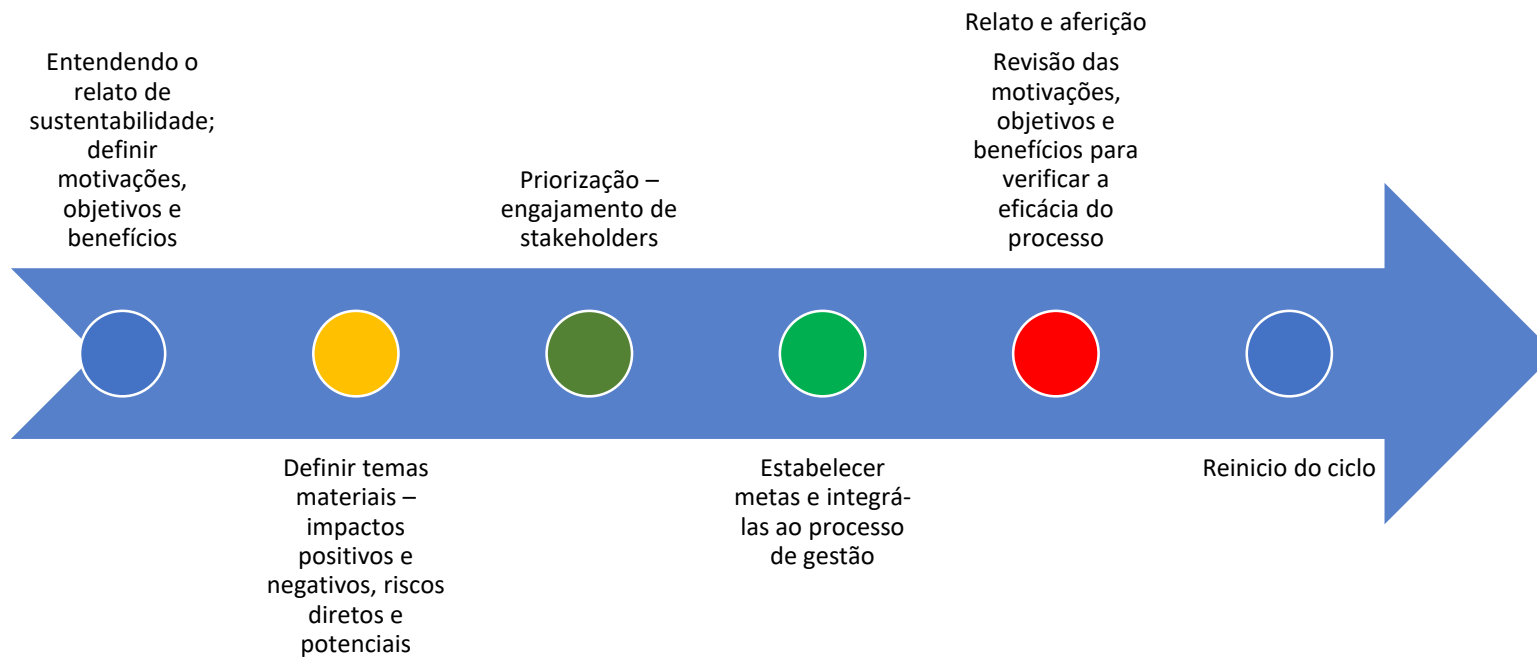 Entendendo o
relato de
sustentabilidade;
definir
motivações,
objetivos e
benefícios
Definir temas
materiais –
impactos
positivos e
negativos, riscos
diretos e
potenciais
Priorização –
engajamento de
stakeholders
Estabelecer
metas e integrá-
las ao processo
de gestão
Relato e aferição
Revisão das
motivações,
objetivos e
benefícios para
verificar a
eficácia do
processo
Reinicio do ciclo